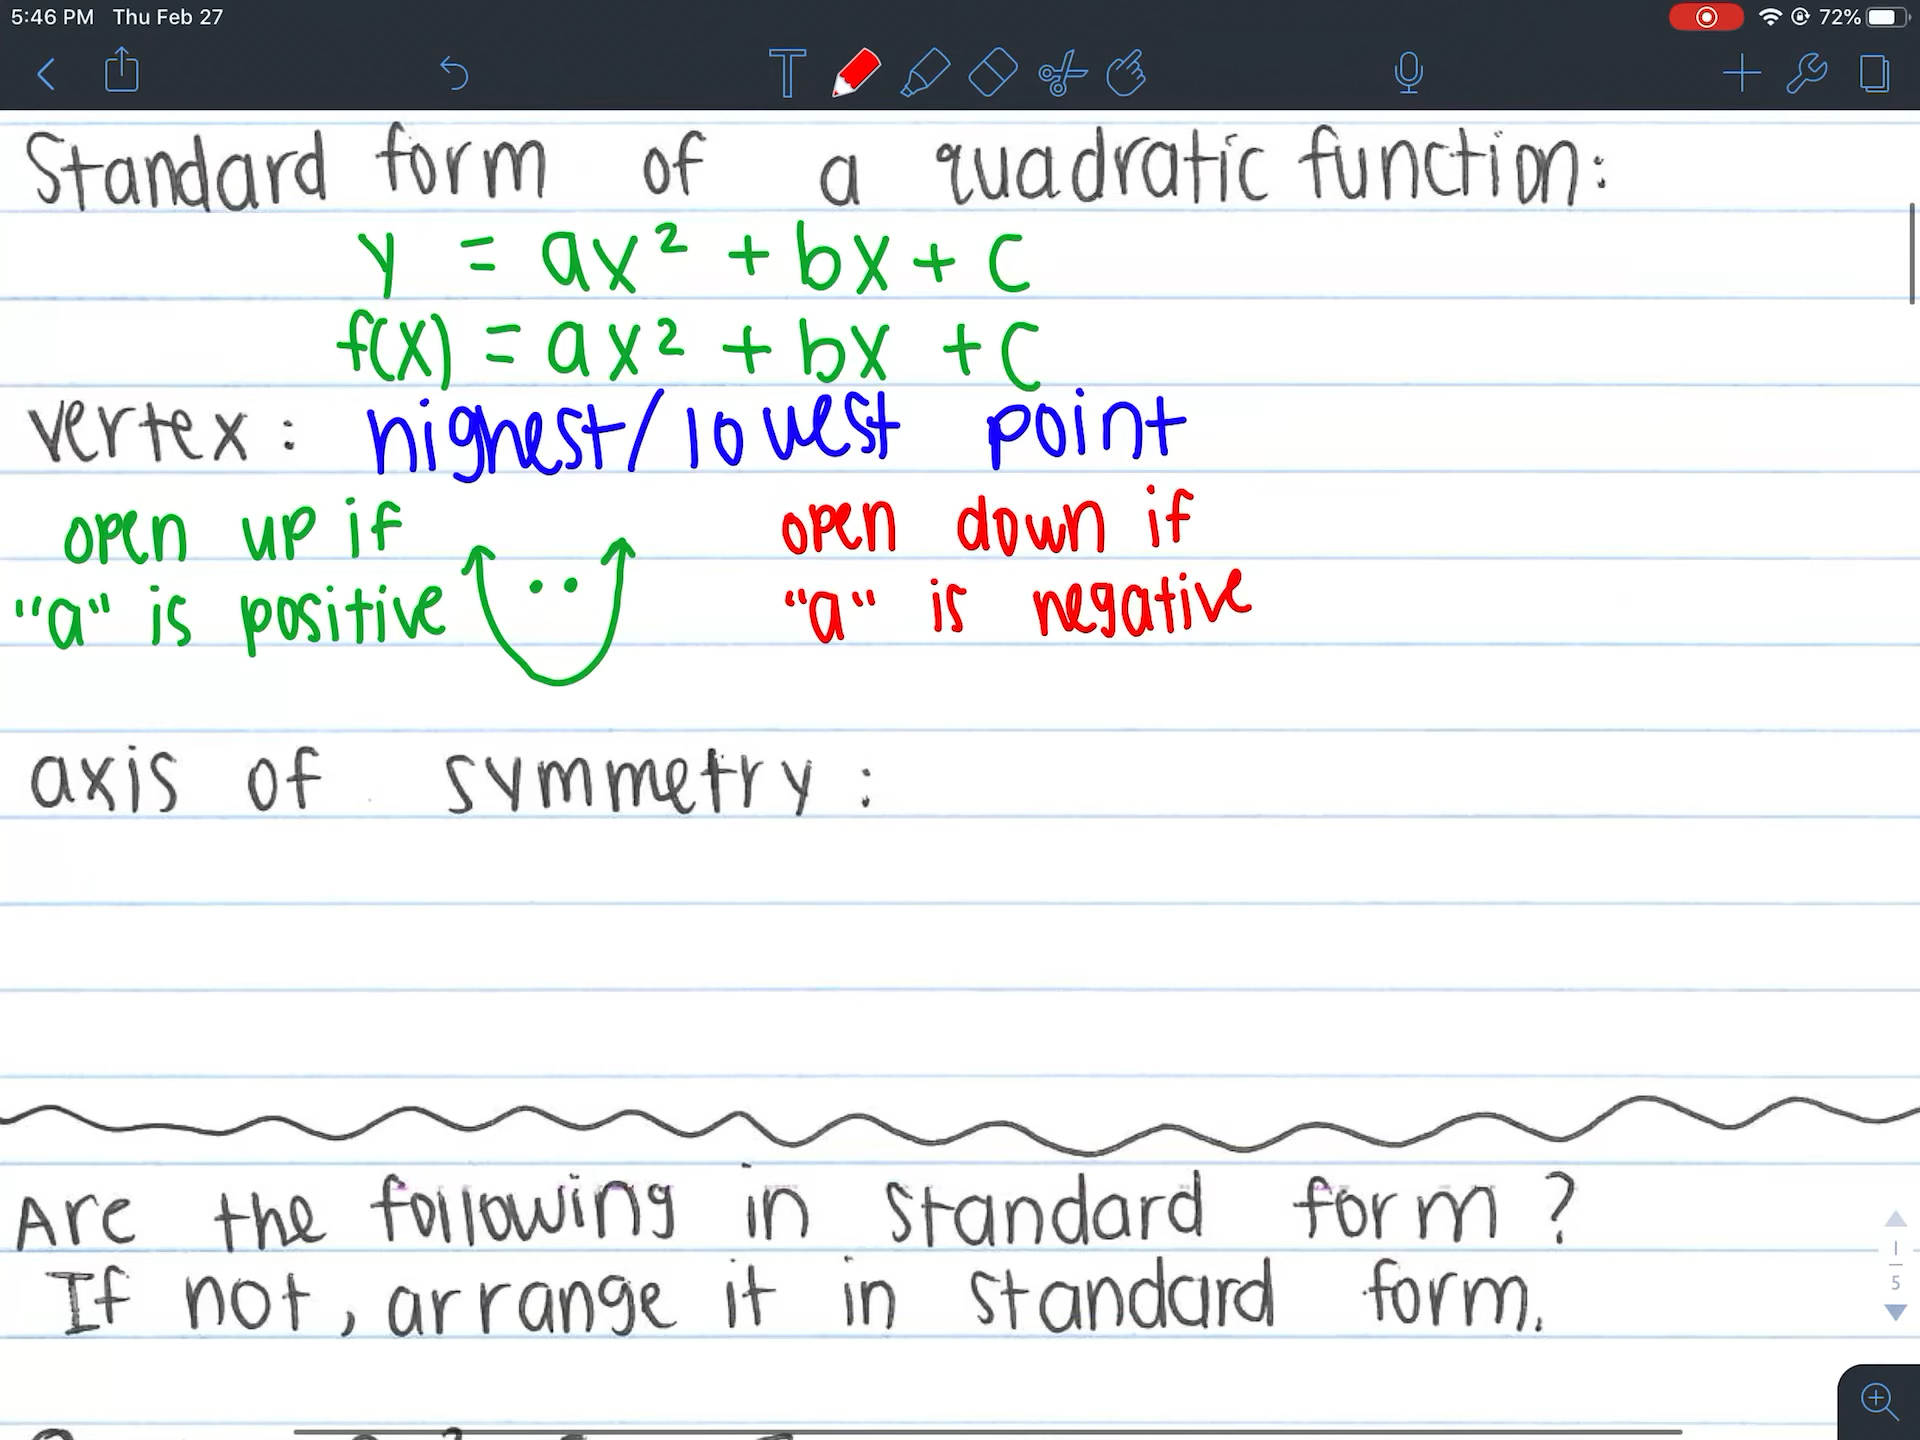 5:46 PM Thu Feb 27
72%
Standard form of a quadratic function:
y = ax² + bx + c
f(x) = ax² + bx + c
vertex: highest/lowest point
open up if
"a" is positive
open down if
"a" is negative
axis of symmetry:
Are the following in standard form?
If not, arrange it in standard form.
1
5